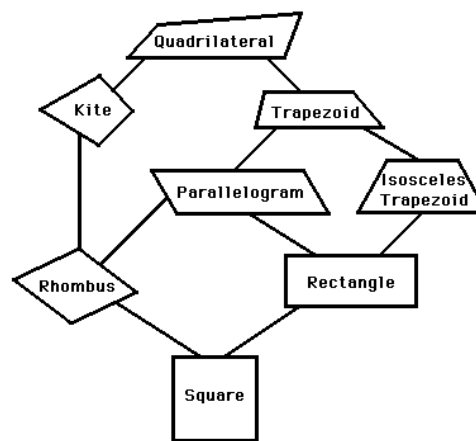 Quadrilateral
Kite
Trapezoid
Parallelogram
Isosceles
Trapezoid
Rhombus
Rectangle
Square